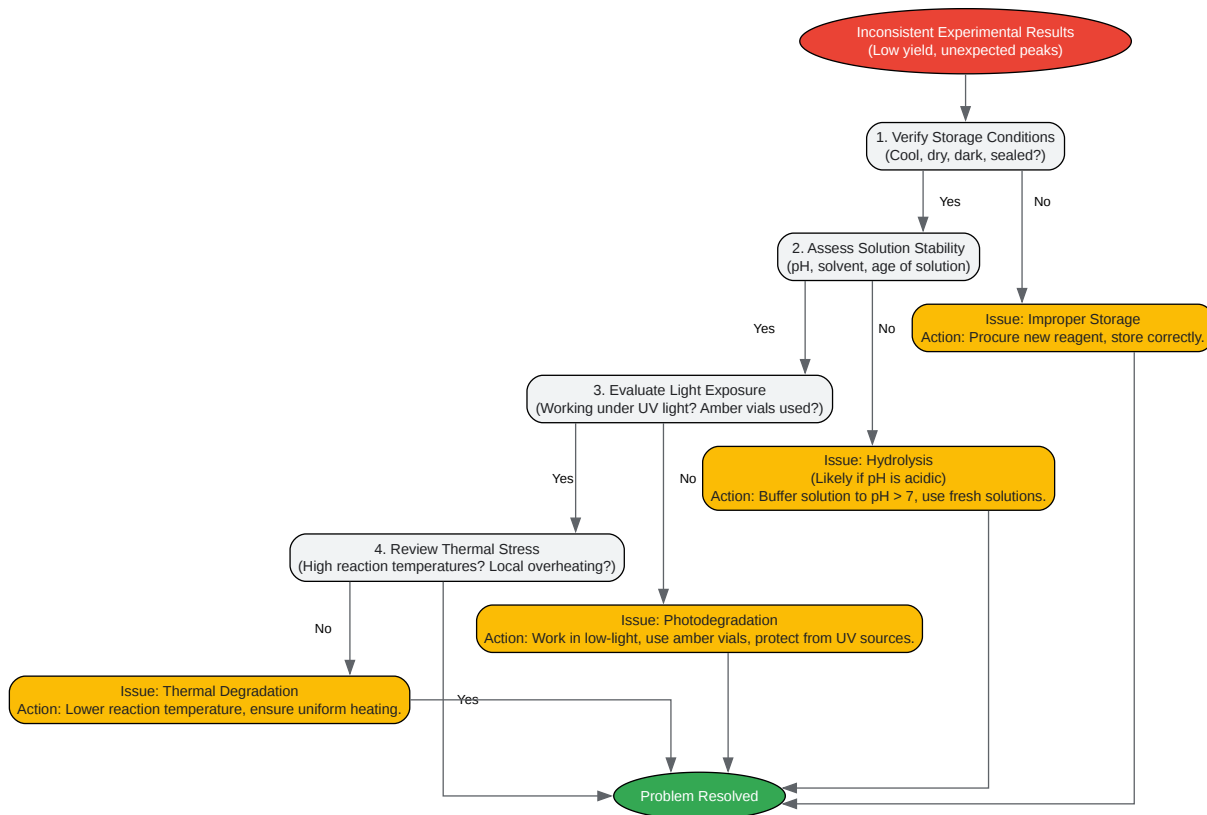 Inconsistent Experimental Results
(Low yield, unexpected peaks)
1. Verify Storage Conditions
(Cool, dry, dark, sealed?)
Yes
No
2. Assess Solution Stability
(pH, solvent, age of solution)
Issue: Improper Storage
Action: Procure new reagent, store correctly.
Yes
No
3. Evaluate Light Exposure
(Working under UV light? Amber vials used?)
Issue: Hydrolysis
(Likely if pH is acidic)
Action: Buffer solution to pH > 7, use fresh solutions.
Yes
No
4. Review Thermal Stress
(High reaction temperatures? Local overheating?)
Issue: Photodegradation
Action: Work in low-light, use amber vials, protect from UV sources.
No
Issue: Thermal Degradation
Action: Lower reaction temperature, ensure uniform heating.
Yes
Problem Resolved